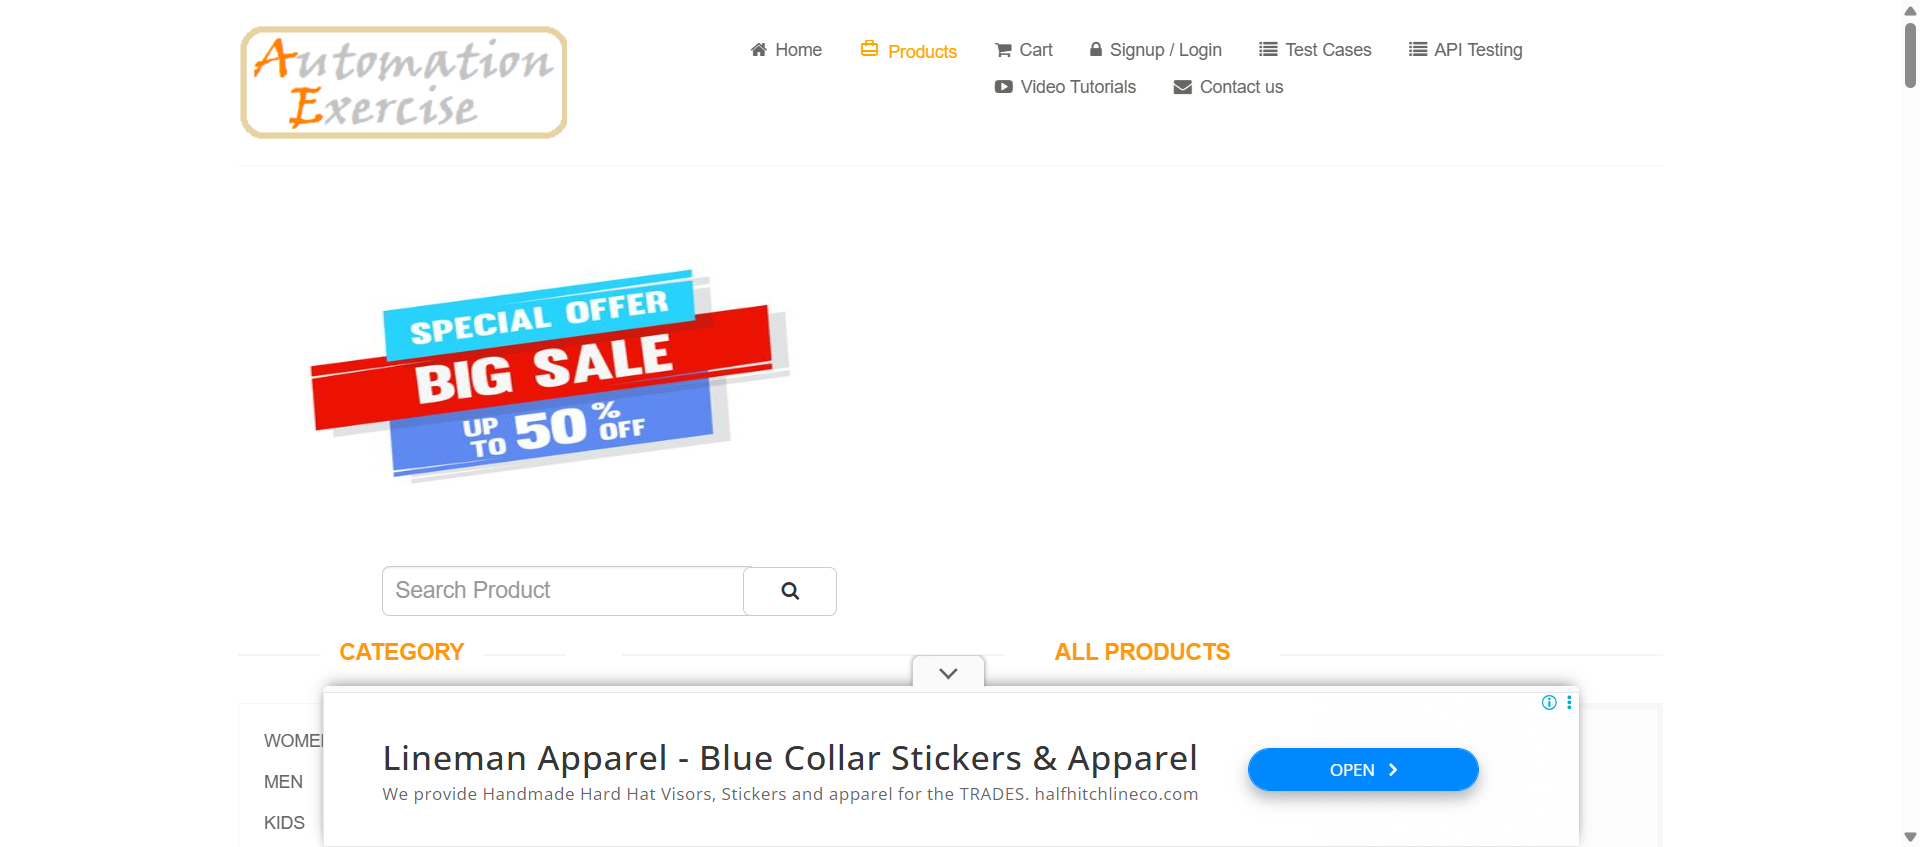 Automation
Exercise
Home
Products
Cart
Signup / Login
Test Cases
API Testing
Video Tutorials
Contact us
SPECIAL OFFER
BIG SALE
UP TO 50% OFF
Search Product
CATEGORY
ALL PRODUCTS
WOME
MEN
KIDS
Lineman Apparel - Blue Collar Stickers & Apparel
We provide Handmade Hard Hat Visors, Stickers and apparel for the TRADES. halfhitchlineco.com
OPEN